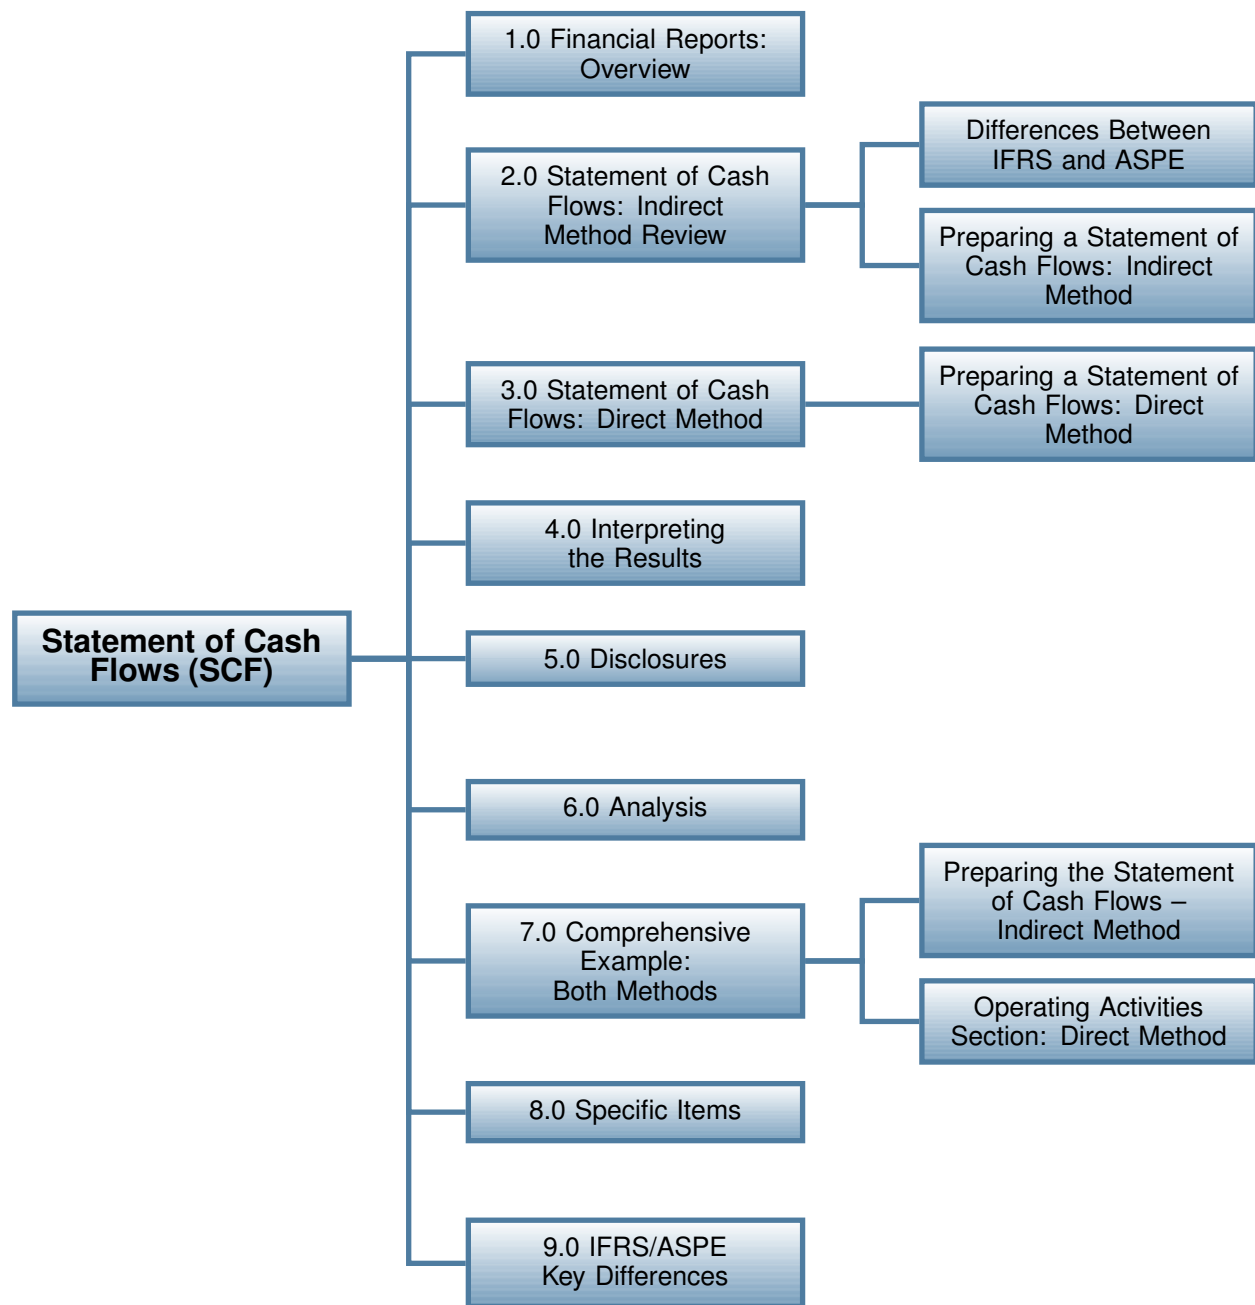 1.0 Financial Reports:
Overview
2.0 Statement of Cash
Flows: Indirect
Method Review
Differences Between
IFRS and ASPE
Preparing a Statement of
Cash Flows: Indirect
Method
3.0 Statement of Cash
Flows: Direct Method
Preparing a Statement of
Cash Flows: Direct
Method
4.0 Interpreting
the Results
Statement of Cash
Flows (SCF)
5.0 Disclosures
6.0 Analysis
7.0 Comprehensive
Example:
Both Methods
Preparing the Statement
of Cash Flows –
Indirect Method
Operating Activities
Section: Direct Method
8.0 Specific Items
9.0 IFRS/ASPE
Key Differences